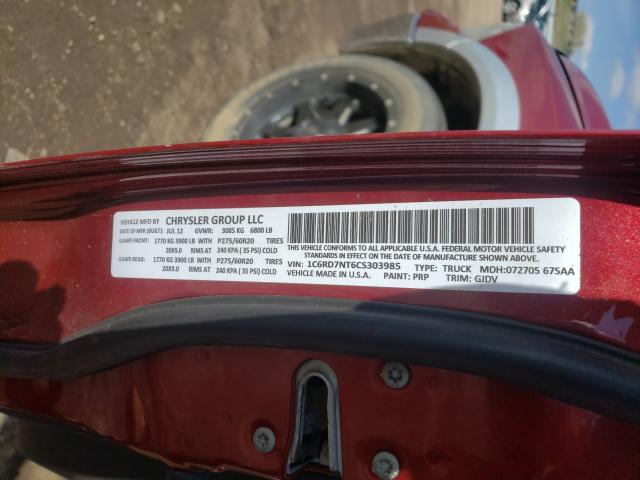 VEHICLE MFD BY CHRYSLER GROUP LLC
DATE OF MFR /BUILT: JUL 12 GVWR: 3085 KG 6800 LB
GAWR FRONT: 1770 KG 3900 LB WITH P275/60R20 TIRES
20X9.0 RIMS AT 240 KPA ( 35 PSI) COLD
GAWR REAR: 1770 KG 3900 LB WITH P275/60R20 TIRES
20X9.0 RIMS AT 240 KPA ( 35 PSI) COLD
THIS VEHICLE CONFORMS TO ALL APPLICABLE U.S.A. FEDERAL MOTOR VEHICLE SAFETY
STANDARDS IN EFFECT ON THE DATE OF MANUFACTURE SHOWN ABOVE
VIN: 1C6RD7NT6CS303985 TYPE: TRUCK MDH:072705 675AA
MADE IN U.S.A. PAINT: PRP TRIM: GJDV